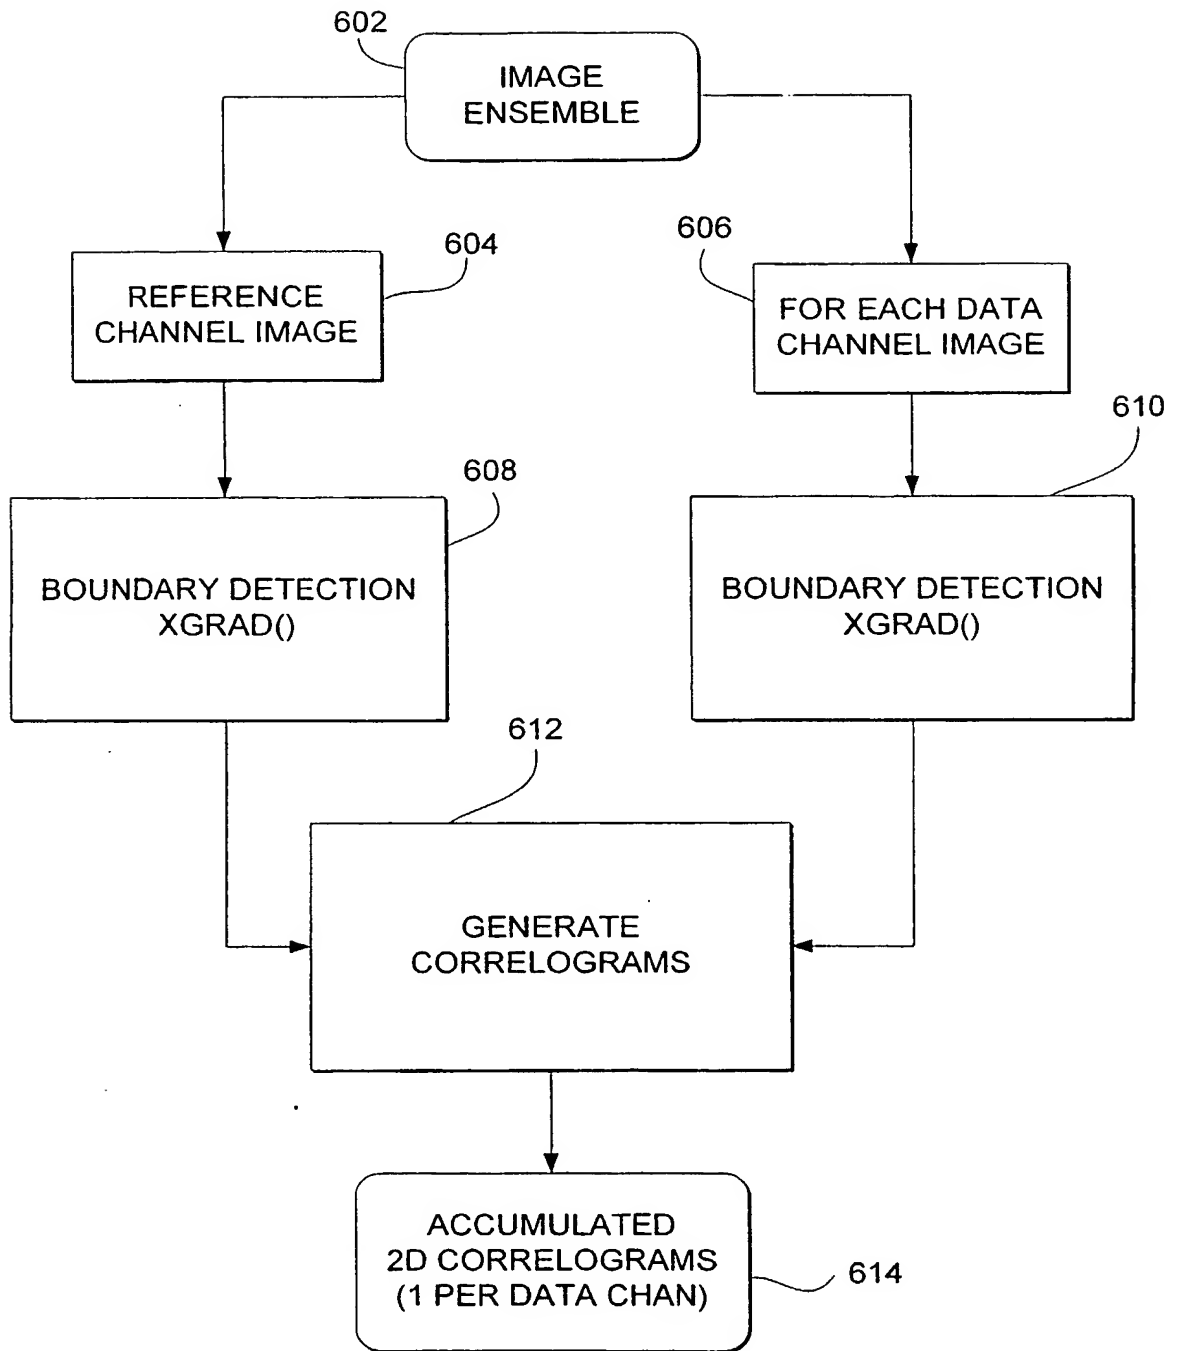 602
IMAGE
ENSEMBLE
604
REFERENCE
CHANNEL IMAGE
606
FOR EACH DATA
CHANNEL IMAGE
608
BOUNDARY DETECTION
XGRAD()
610
BOUNDARY DETECTION
XGRAD()
612
GENERATE
CORRELOGRAMS
ACCUMULATED
2D CORRELOGRAMS
(1 PER DATA CHAN)
614